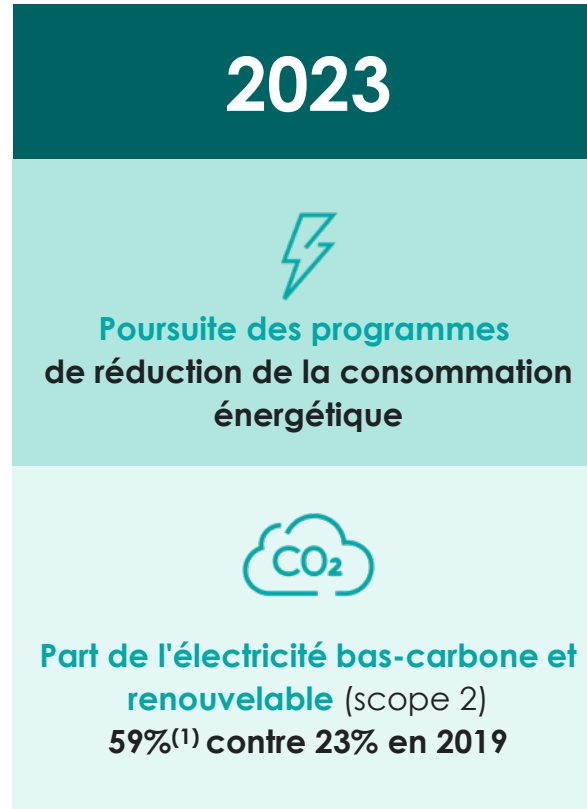 2023
Poursuite des programmes
de réduction de la consommation
énergétique
CO₂
Part de l'électricité bas-carbone et
renouvelable (scope 2)
59%⁽¹⁾ contre 23% en 2019